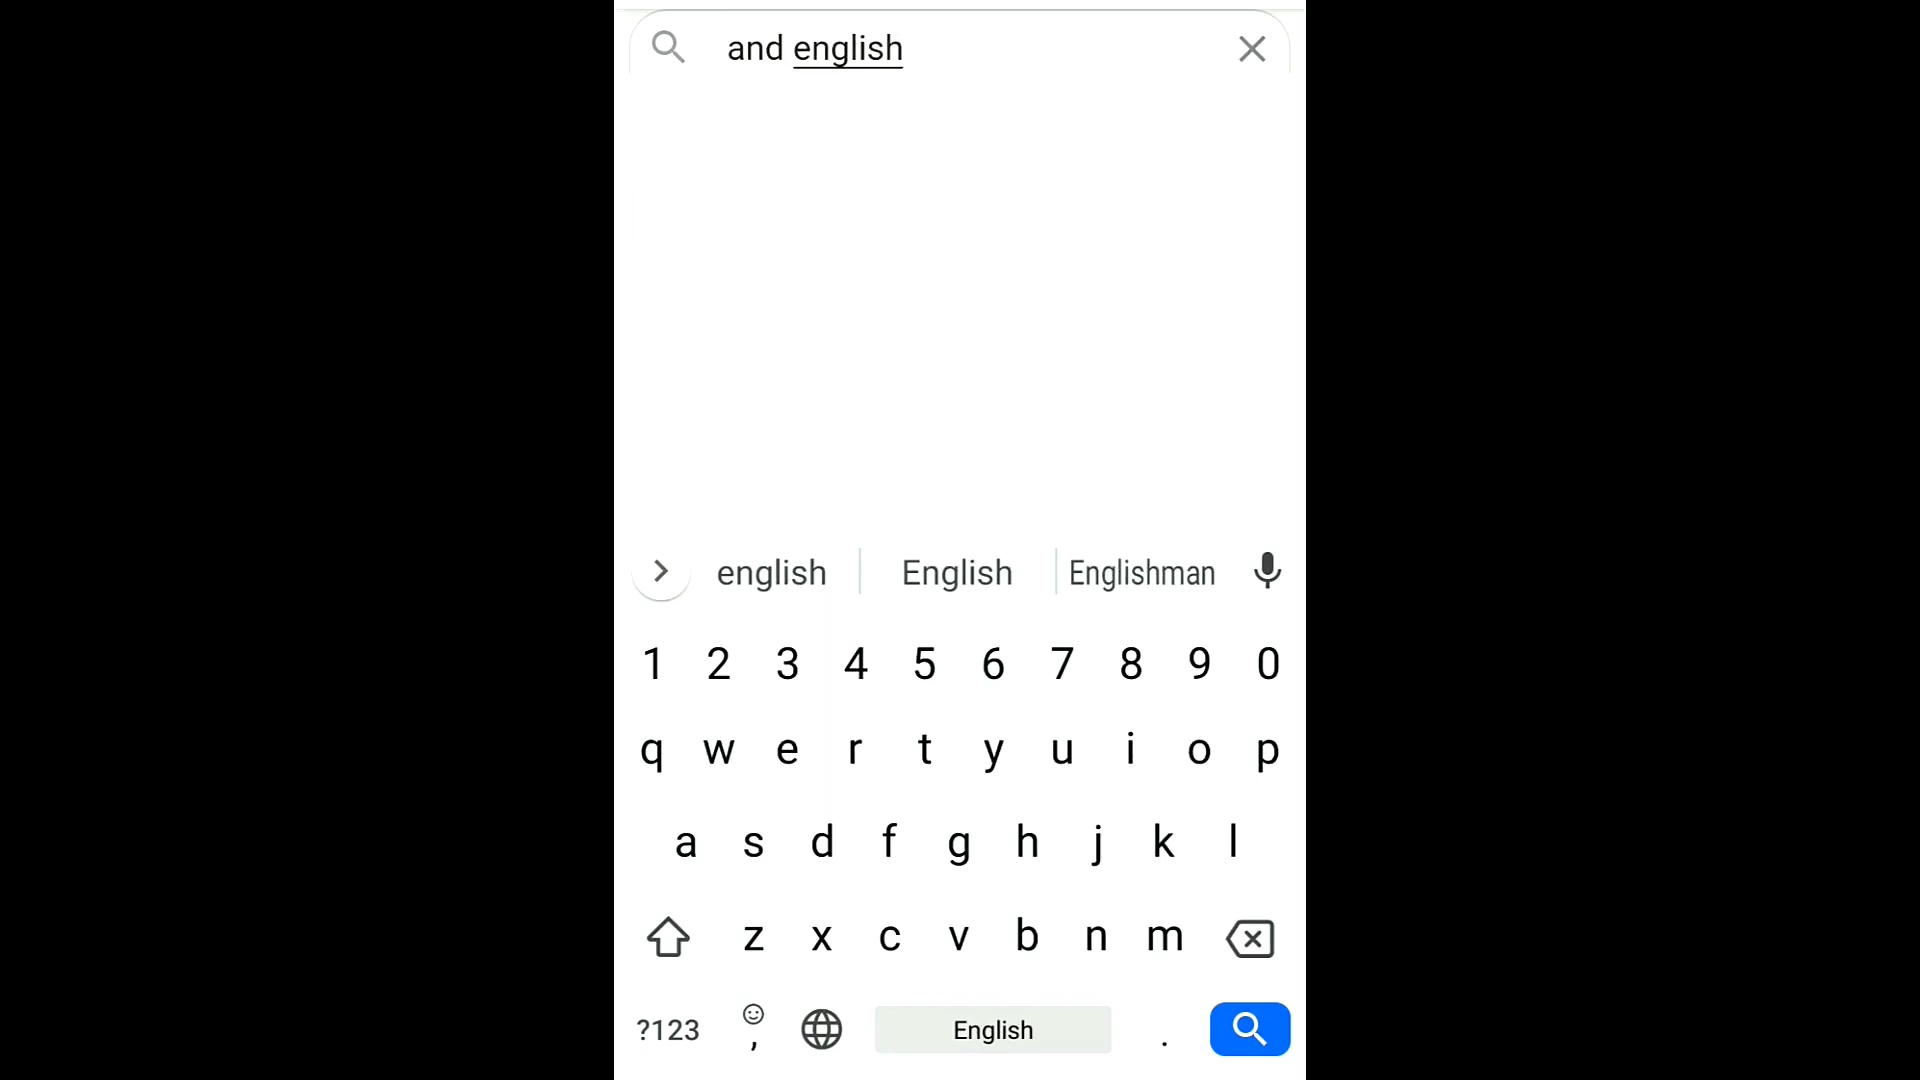 and english
english English Englishman
1 2 3 4 5 6 7 8 9 0
q w e r t y u i o p
a s d f g h j k l
z x c v b n m
?123 , English .